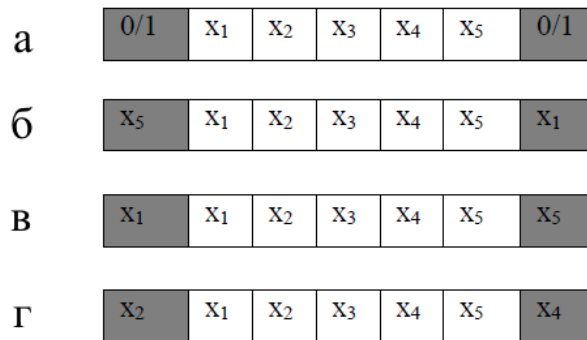 а 0/1 x₁ x₂ x₃ x₄ x₅ 0/1
б x₅ x₁ x₂ x₃ x₄ x₅ x₁
в x₁ x₁ x₂ x₃ x₄ x₅ x₅
г x₂ x₁ x₂ x₃ x₄ x₅ x₄